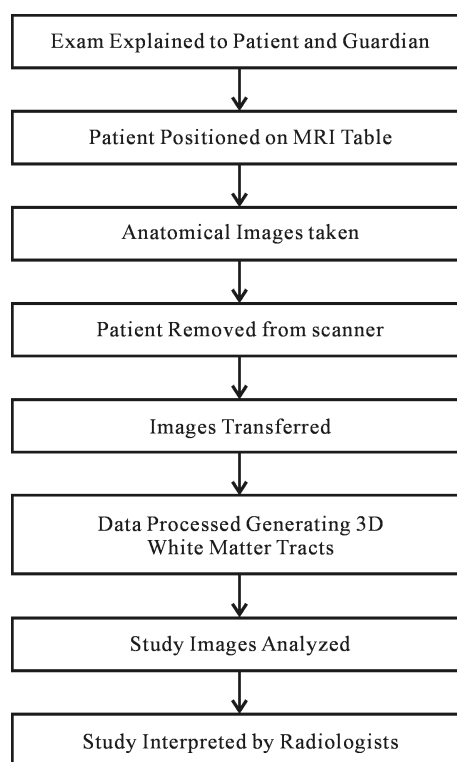 Exam Explained to Patient and Guardian
Patient Positioned on MRI Table
Anatomical Images taken
Patient Removed from scanner
Images Transferred
Data Processed Generating 3D
White Matter Tracts
Study Images Analyzed
Study Interpreted by Radiologists